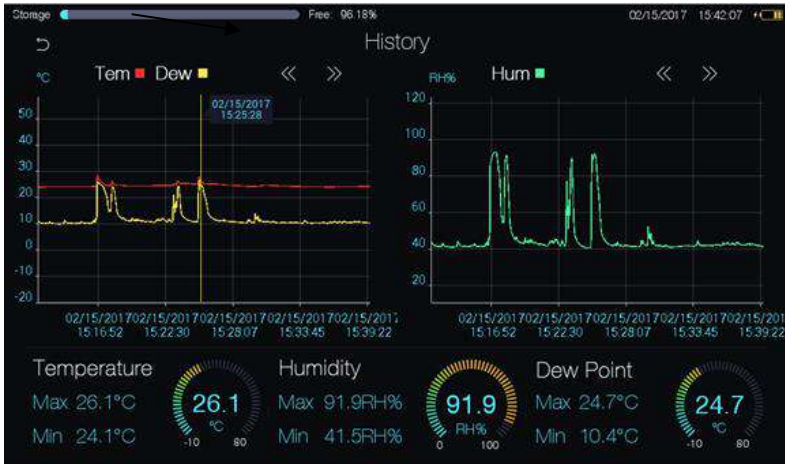 Storage Free: 96.18% 02/15/2017 15:42:07
History
°C Tem Dew << >>
RH% Hum << >>
02/15/2017
15:25:28
50
40
30
20
10
0
-10
-20
02/15/2017 02/15/2017 02/15/2017 02/15/2017 02/15/201
15:16:52 15:22:30 15:28:07 15:33:45 15:39:22
120
100
80
60
40
20
02/15/2017 02/15/2017 02/15/2017 02/15/2017 02/15/201
15:16:52 15:22:30 15:28:07 15:33:45 15:39:22
Temperature
Max 26.1°C
Min 24.1°C
26.1
°C
-10 80
Humidity
Max 91.9RH%
Min 41.5RH%
91.9
RH%
0 100
Dew Point
Max 24.7°C
Min 10.4°C
24.7
°C
-10 80